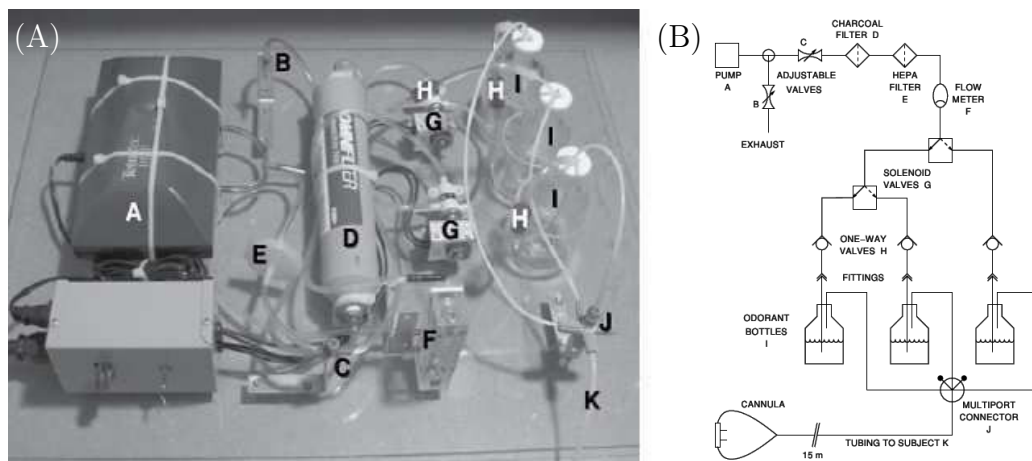 (A)
B
H
I
H
G
I
A
I
H
E
D
G
OMNIFILTER
F
J
C
K
(B)
CHARCOAL
FILTER D
C
PUMP
A
ADJUSTABLE
VALVES
HEPA
FILTER
E
FLOW
METER
F
B
EXHAUST
SOLENOID
VALVES G
ONE-WAY
VALVES H
FITTINGS
ODORANT
BOTTLES
I
CANNULA
MULTIPORT
CONNECTOR
J
15 m
TUBING TO SUBJECT K